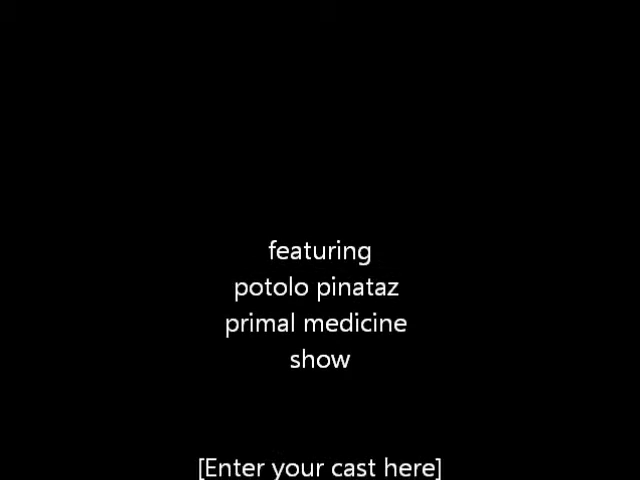 featuring
potolo pinataz
primal medicine
show
[Enter your cast here]